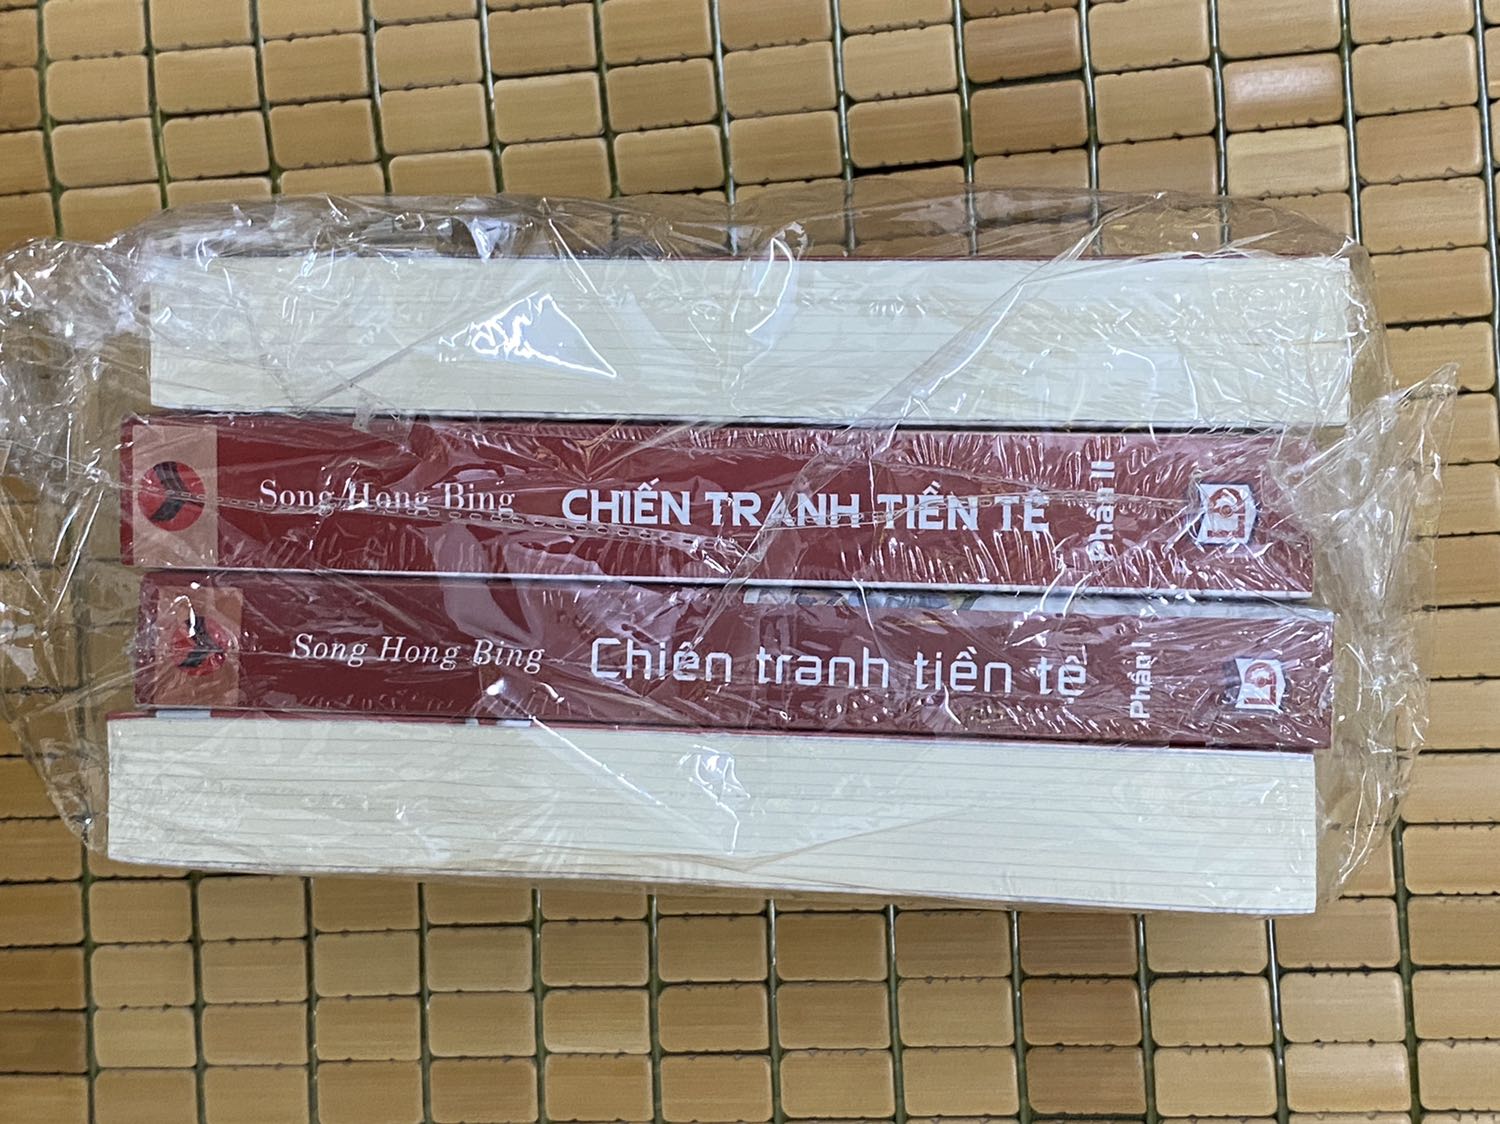 Song Hong Bing CHIẾN TRANH TIỀN TỆ Phần II
Song Hong Bing Chiến tranh tiền tệ Phần I